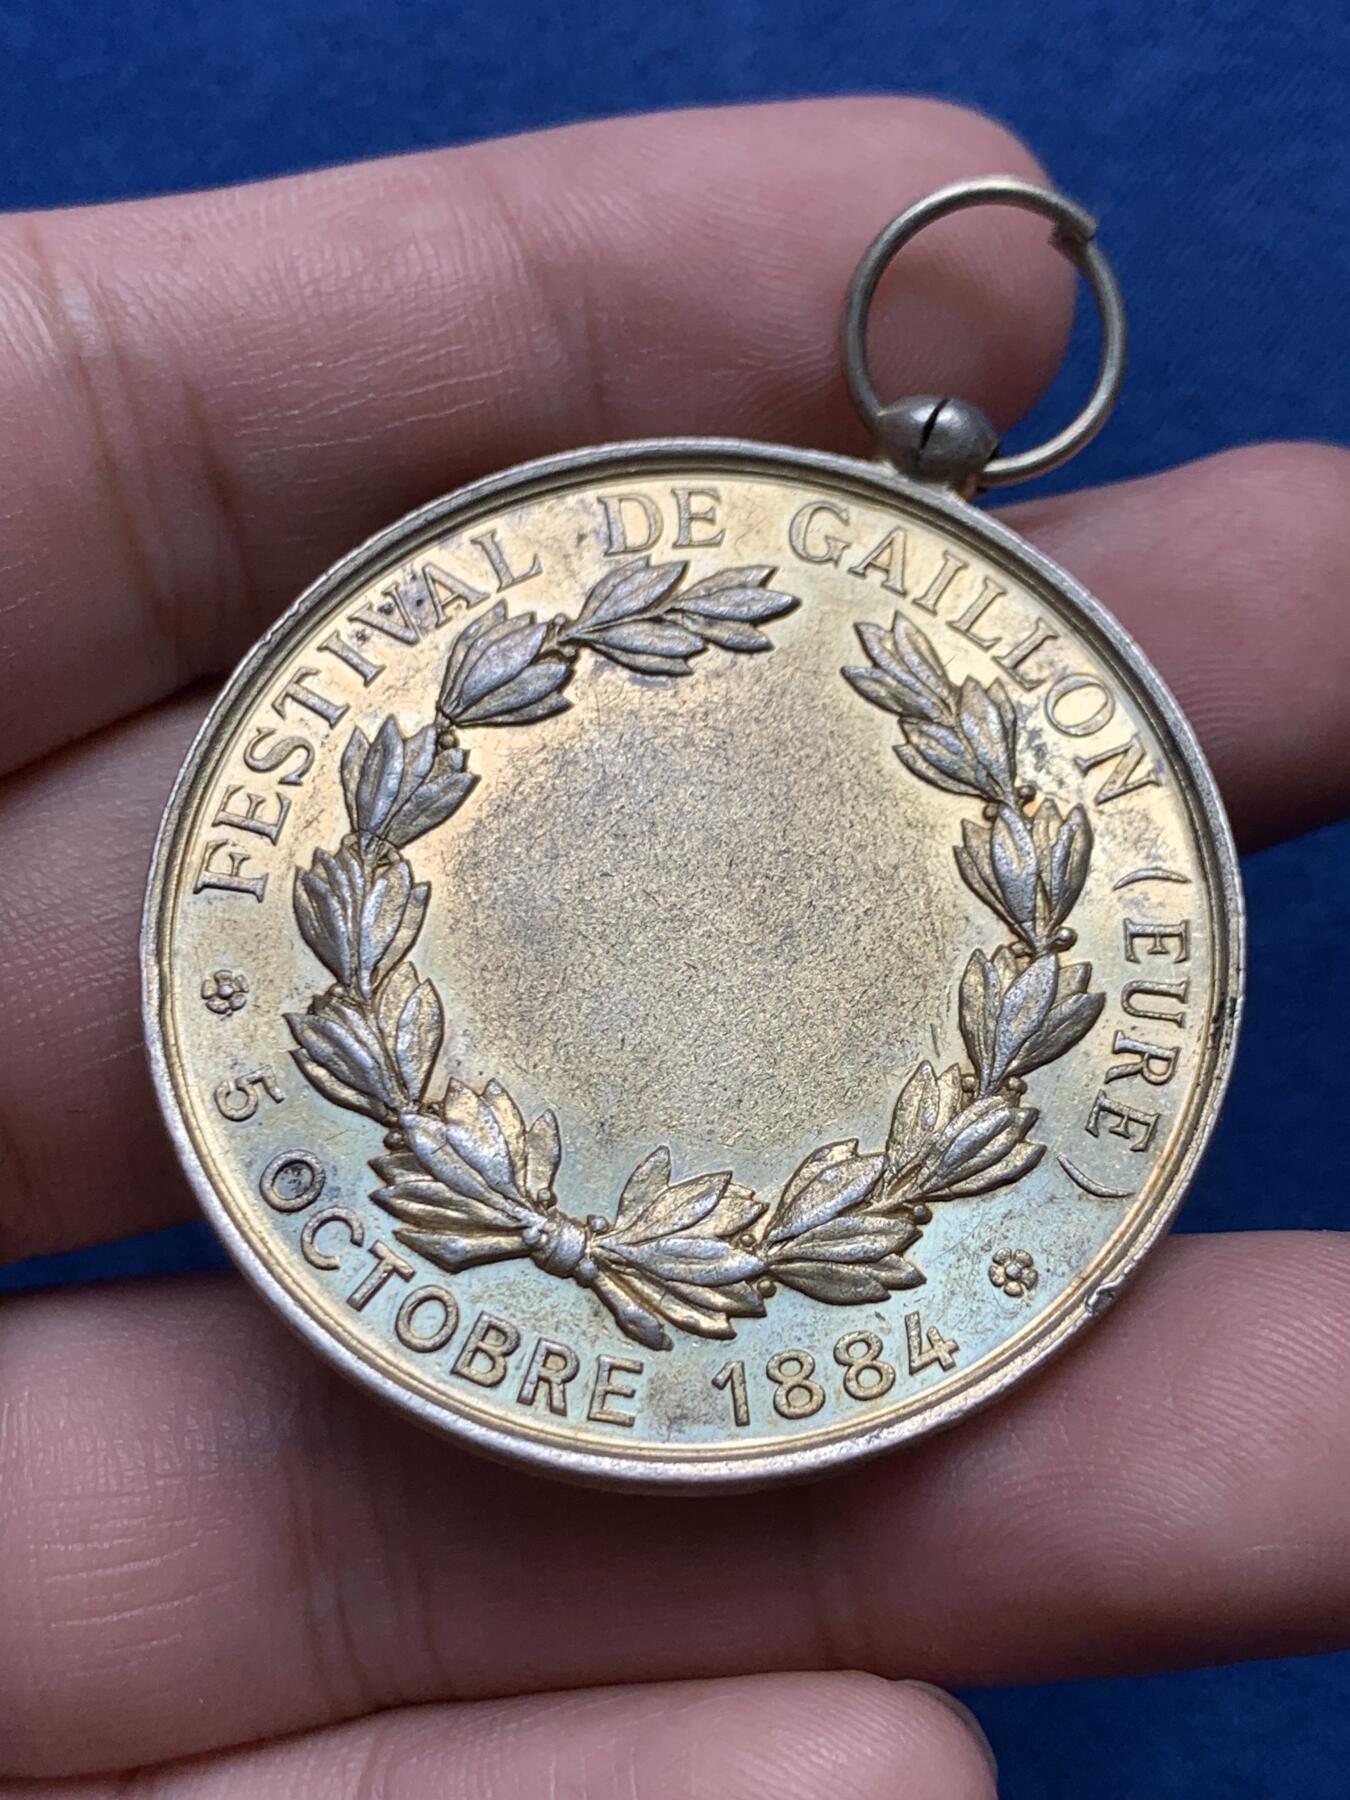 FESTIVAL DE GAILLON (EURE)
5 OCTOBRE 1884